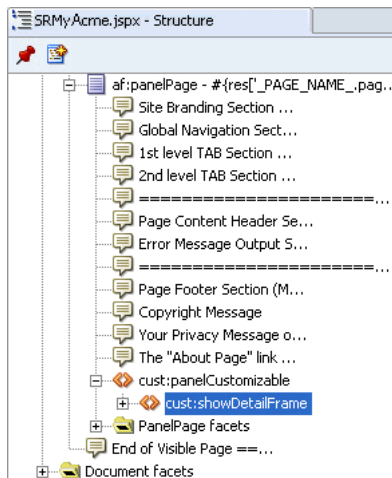 SRMyAcme.jspx - Structure
af:panelPage - #{res['_PAGE_NAME_.pag...
Site Branding Section ...
Global Navigation Sect...
1st level TAB Section ...
2nd level TAB Section ...
=======================...
Page Content Header Se...
Error Message Output S...
=======================...
Page Footer Section (M...
Copyright Message
Your Privacy Message o...
The "About Page" link ...
cust:panelCustomizable
cust:showDetailFrame
PanelPage facets
End of Visible Page ==...
Document facets